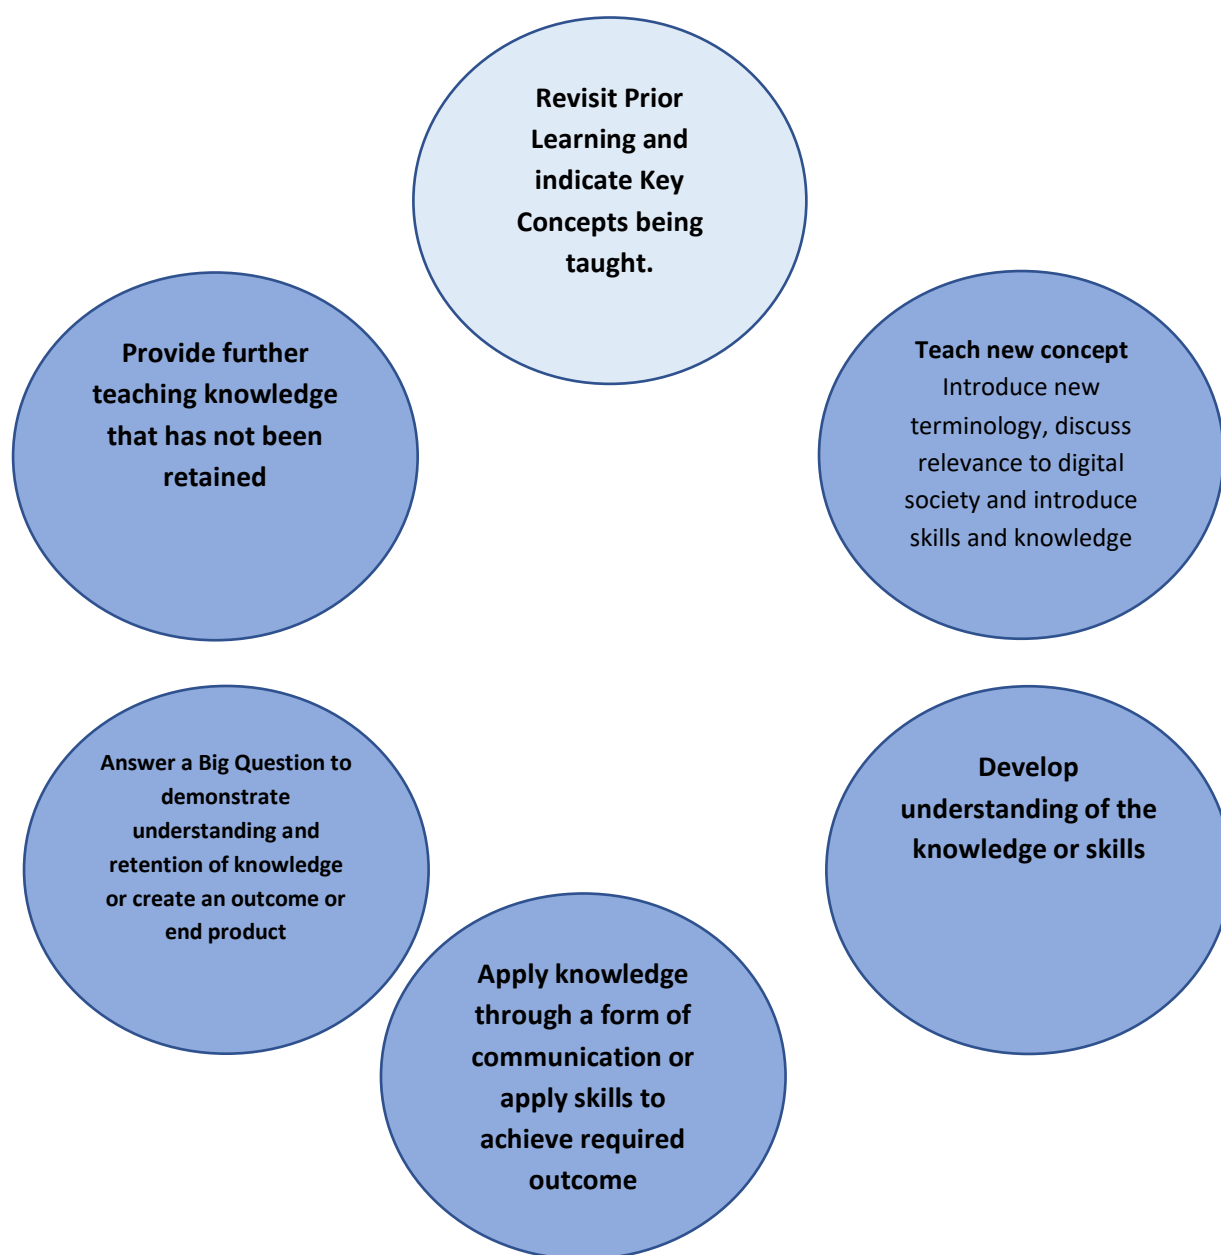 Revisit Prior
Learning and
indicate Key
Concepts being
taught.
Teach new concept
Introduce new
terminology, discuss
relevance to digital
society and introduce
skills and knowledge
Develop
understanding of the
knowledge or skills
Apply knowledge
through a form of
communication or
apply skills to
achieve required
outcome
Answer a Big Question to
demonstrate
understanding and
retention of knowledge
or create an outcome or
end product
Provide further
teaching knowledge
that has not been
retained